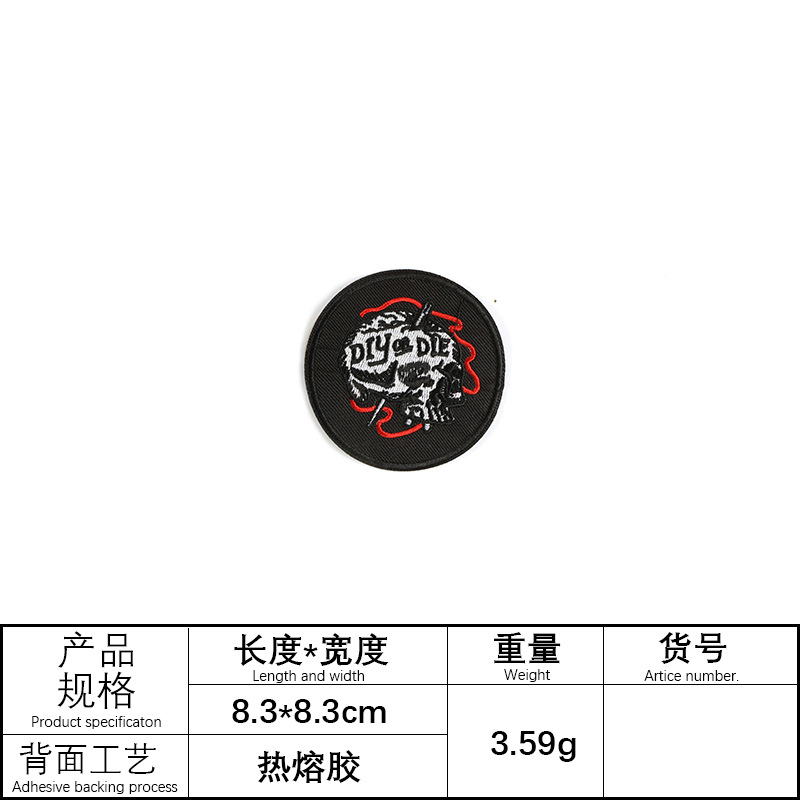 DIY or DIE
产品
规格
Product specificaton
长度*宽度
Length and width
重量
Weight
货号
Artice number.
8.3*8.3cm
3.59g
背面工艺
Adhesive backing process
热熔胶